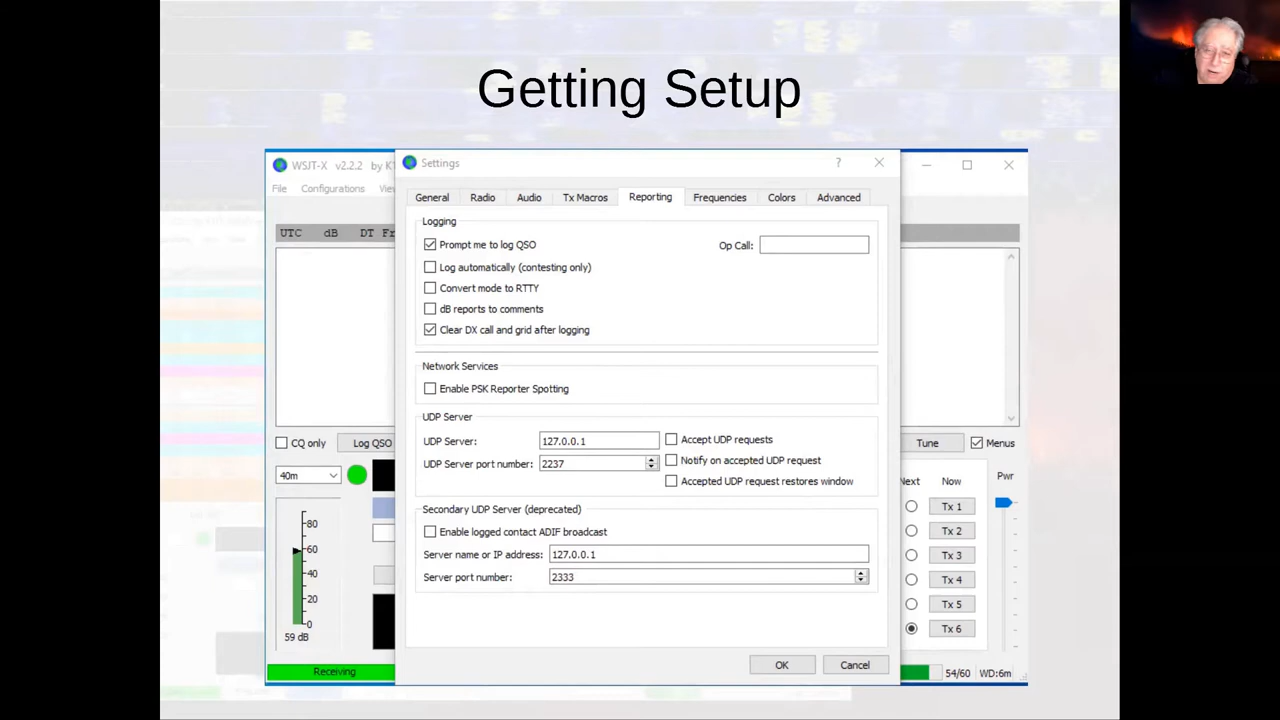 Getting Setup
WSJT-X v2.2.2 by K1
Settings
?
File Configurations Vie
General Radio Audio Tx Macros Reporting Frequencies Colors Advanced
Logging
Prompt me to log QSO Op Call:
Log automatically (contesting only)
Convert mode to RTTY
dB reports to comments
Clear DX call and grid after logging
UTC dB DT Fr
Network Services
Enable PSK Reporter Spotting
UDP Server
UDP Server: 127.0.0.1 Accept UDP requests
UDP Server port number: 2237 Notify on accepted UDP request
Accepted UDP request restores window
Secondary UDP Server (deprecated)
Enable logged contact ADIF broadcast
Server name or IP address: 127.0.0.1
Server port number: 2333
OK Cancel
CQ only Log QSO Tune Menus
40m
Next Now Pwr
Tx 1
Tx 2
Tx 3
Tx 4
Tx 5
Tx 6
80
60
40
20
0
59 dB
Receiving 54/60 WD:6m